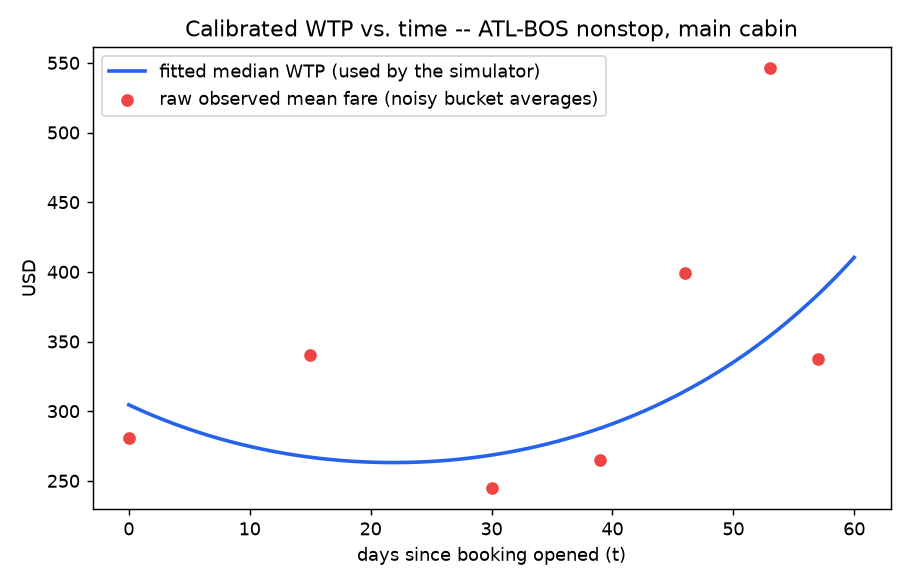 Calibrated WTP vs. time -- ATL-BOS nonstop, main cabin
fitted median WTP (used by the simulator)
raw observed mean fare (noisy bucket averages)
USD
550
500
450
400
350
300
250
0 10 20 30 40 50 60
days since booking opened (t)